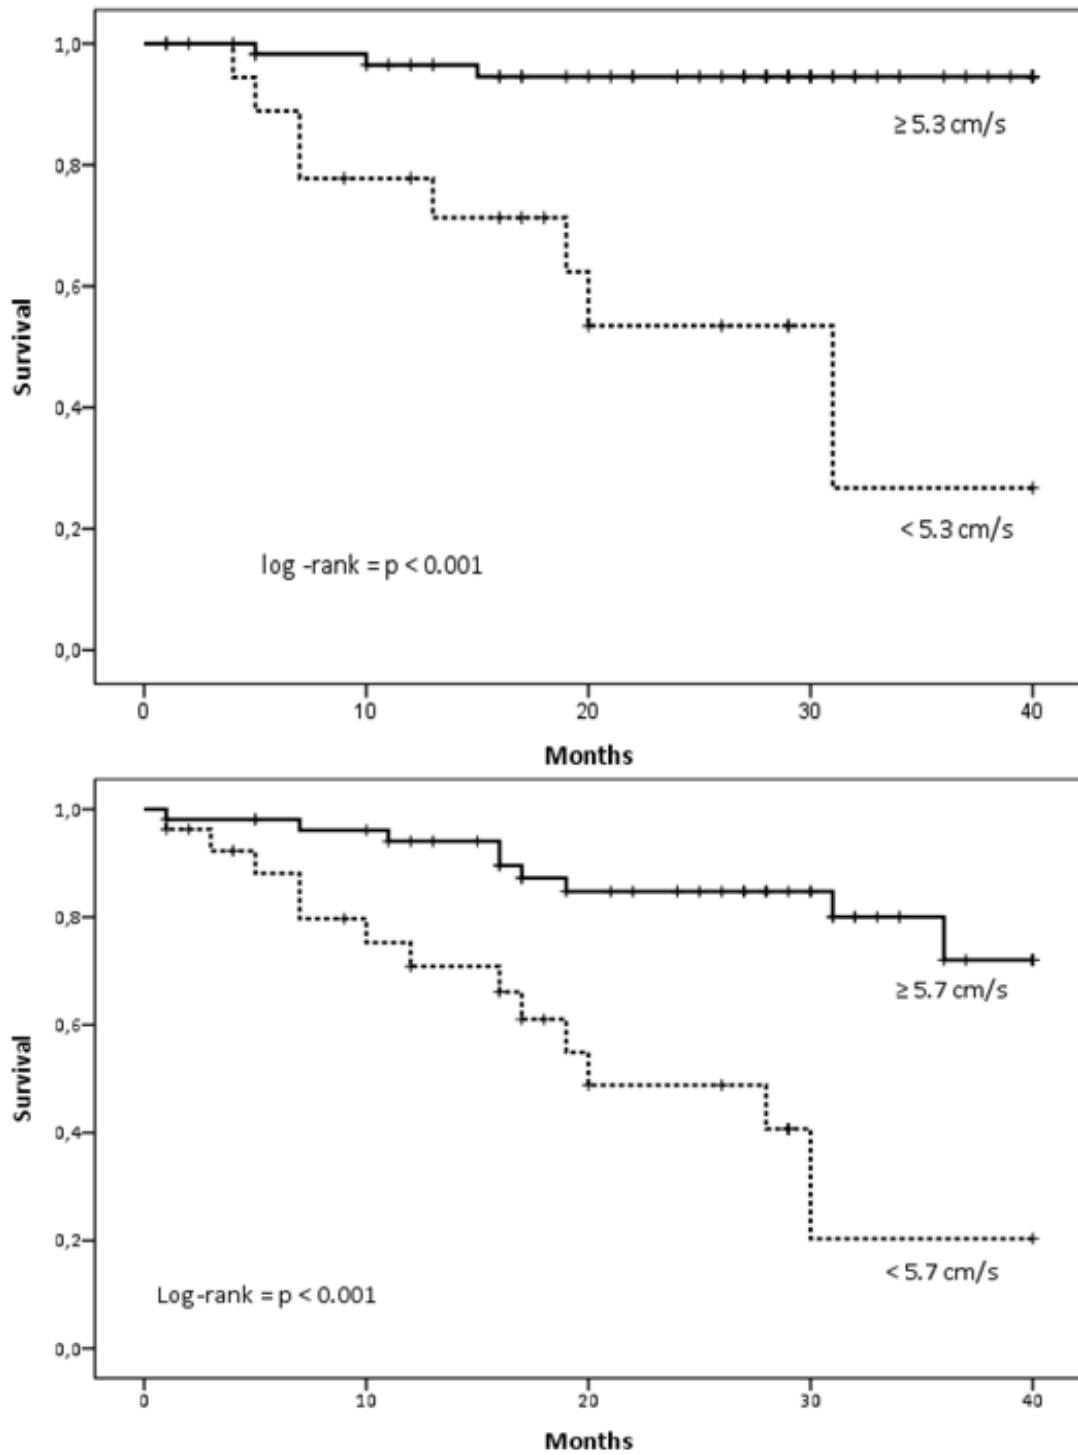 1,0
≥ 5.3 cm/s
0,8
0,6
Survival
0,4
< 5.3 cm/s
0,2
log -rank = p < 0.001
0,0
0 10 20 30 40
Months
1,0
0,8
≥ 5.7 cm/s
0,6
Survival
0,4
0,2
< 5.7 cm/s
Log-rank = p < 0.001
0,0
0 10 20 30 40
Months